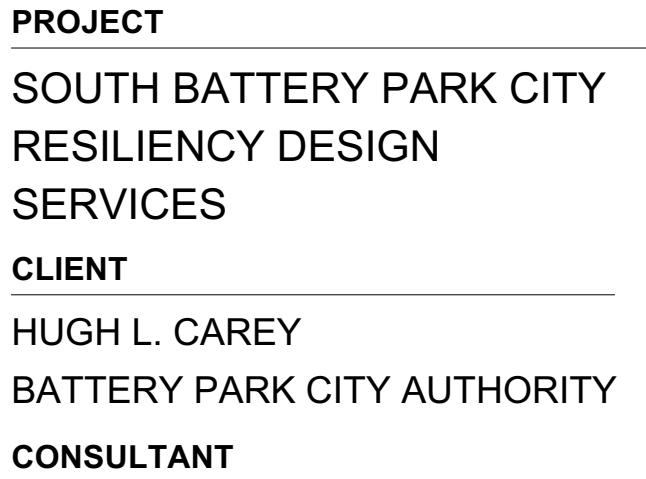 PROJECT
SOUTH BATTERY PARK CITY
RESILIENCY DESIGN
SERVICES
CLIENT
HUGH L. CAREY
BATTERY PARK CITY AUTHORITY
CONSULTANT